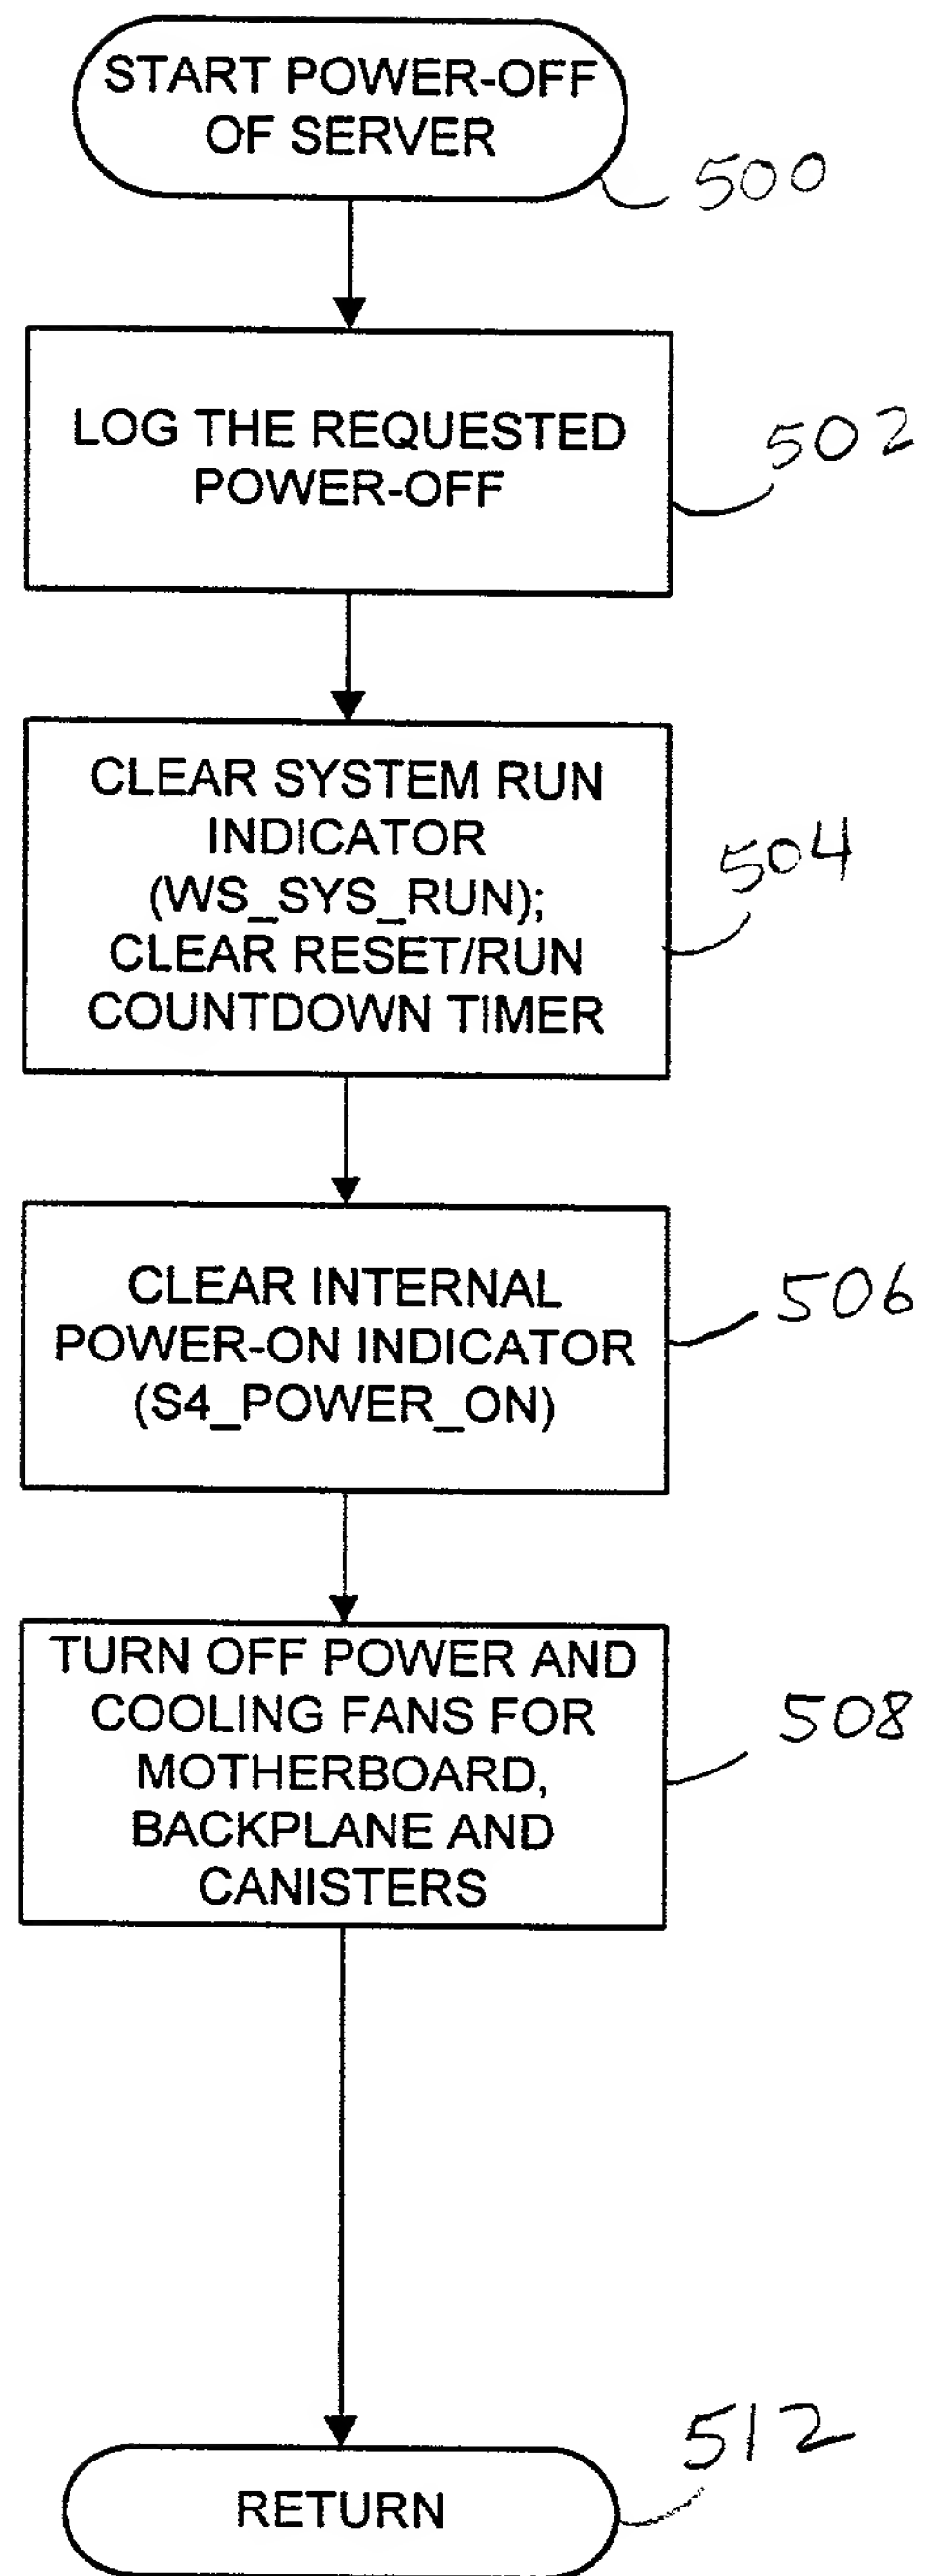 START POWER-OFF
OF SERVER
500
LOG THE REQUESTED
POWER-OFF
502
CLEAR SYSTEM RUN
INDICATOR
(WS_SYS_RUN);
CLEAR RESET/RUN
COUNTDOWN TIMER
504
CLEAR INTERNAL
POWER-ON INDICATOR
(S4_POWER_ON)
506
TURN OFF POWER AND
COOLING FANS FOR
MOTHERBOARD,
BACKPLANE AND
CANISTERS
508
RETURN
512